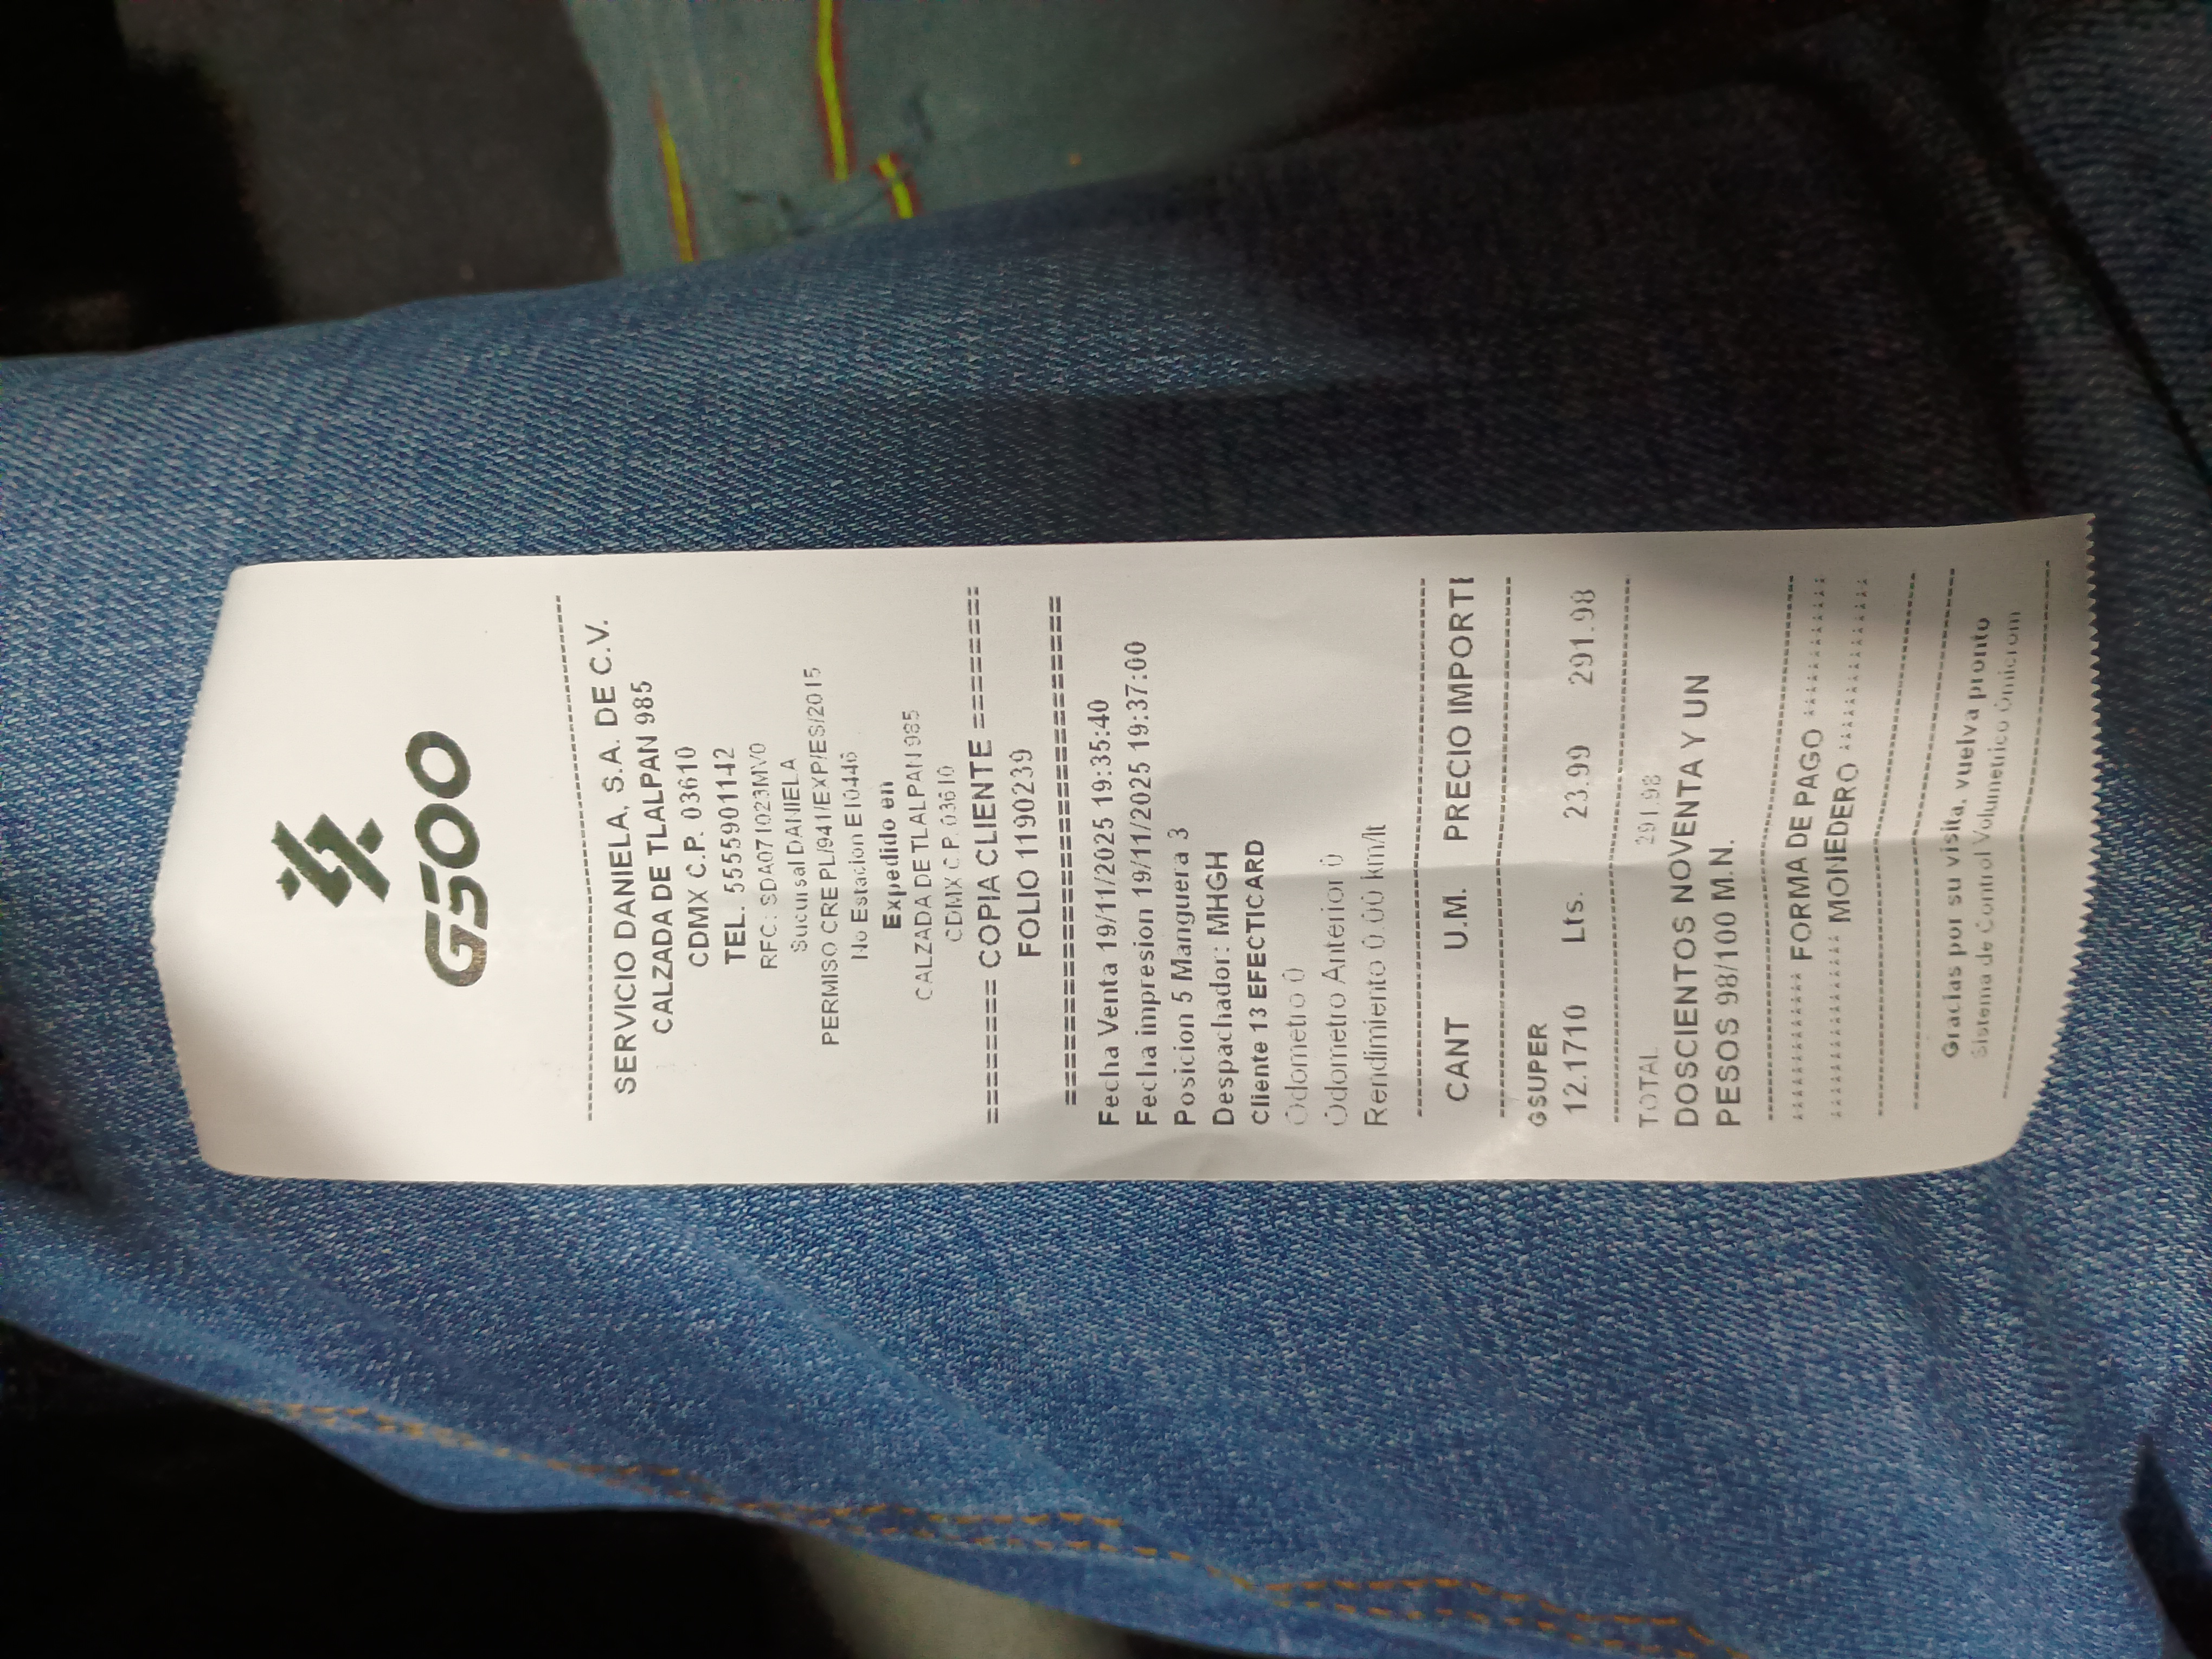 G500
SERVICIO DANIELA, S.A. DE C.V.
CALZADA DE TLALPAN 985
CDMX C.P. 03610
TEL. 5555901142
RFC: SDA071023MV0
Sucursal DANIELA
PERMISO CRE PL/941/EXP/ES/2015
No Estacion E10446
Expedido en
CALZADA DE TLALPAN 985
CDMX C.P. 03610
======= COPIA CLIENTE ========
FOLIO 1190239
Fecha Venta 19/11/2025 19:35:40
Fecha impresion 19/11/2025 19:37:00
Posicion 5 Manguera 3
Despachador: MHGH
Cliente 13 EFECTICARD
Odometro 0
Odometro Anterior 0
Rendimiento 0.00 km/lt
CANT U.M. PRECIO IMPORTE
GSUPER
12.1710 Lts. 23.99 291.98
TOTAL 291.98
DOSCIENTOS NOVENTA Y UN
PESOS 98/100 M.N.
FORMA DE PAGO
MONEDERO
Gracias por su visita, vuelva pronto
Sistema de Control Volumetrico Omnicrom